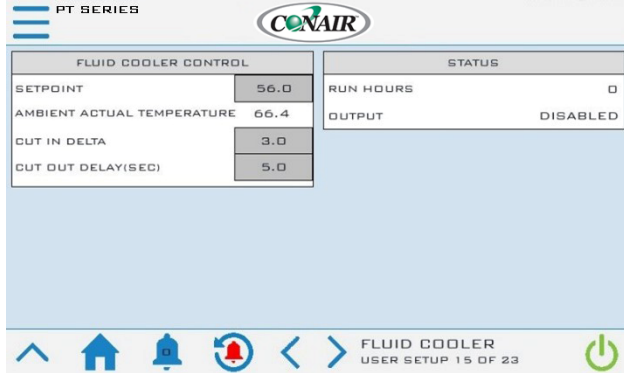 PT SERIES
CONAIR
FLUID COOLER CONTROL
SETPOINT 56.0
AMBIENT ACTUAL TEMPERATURE 66.4
CUT IN DELTA 3.0
CUT OUT DELAY(SEC) 5.0
STATUS
RUN HOURS 0
OUTPUT DISABLED
0
FLUID COOLER
USER SETUP 15 OF 23